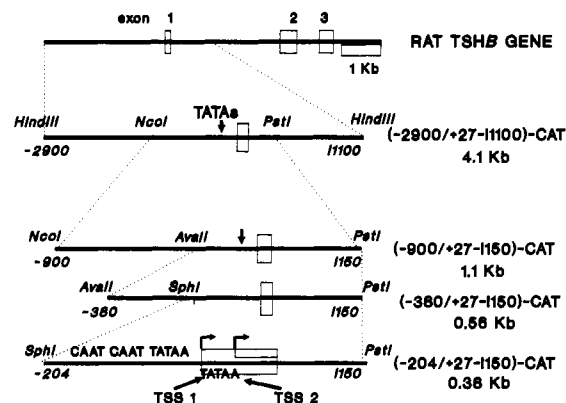 exon 1 2 3
RAT TSHB GENE
1 Kb
TATAs
HindIII NcoI PstI HindIII
(-2900/+27-I1100)-CAT
-2900 I1100
4.1 Kb
NcoI AvaII PstI
(-900/+27-I150)-CAT
-900 I150
1.1 Kb
AvaII SphI PstI
(-380/+27-I150)-CAT
-380 I150
0.56 Kb
SphI CAAT CAAT TATAA PstI
(-204/+27-I150)-CAT
-204 TATAA I150
0.38 Kb
TSS 1 TSS 2